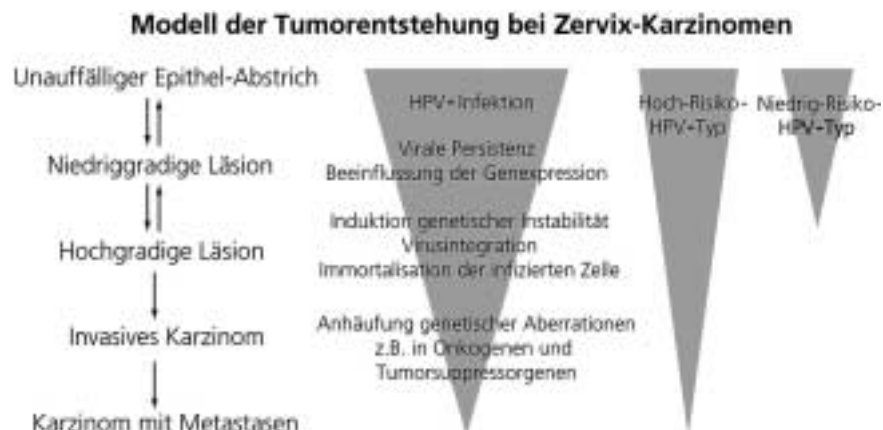 Modell der Tumorentstehung bei Zervix-Karzinomen
Unauffälliger Epithel-Abstrich
Niedriggradige Läsion
Hochgradige Läsion
Invasives Karzinom
Karzinom mit Metastasen
HPV-Infektion
Virale Persistenz
Beeinflussung der Genexpression
Induktion genetischer Instabilität
Virusintegration
Immortalisation der infizierten Zelle
Anhäufung genetischer Aberrationen
z.B. in Onkogenen und
Tumorsuppressorgenen
Hoch-Risiko-
HPV-Typ
Niedrig-Risiko-
HPV-Typ